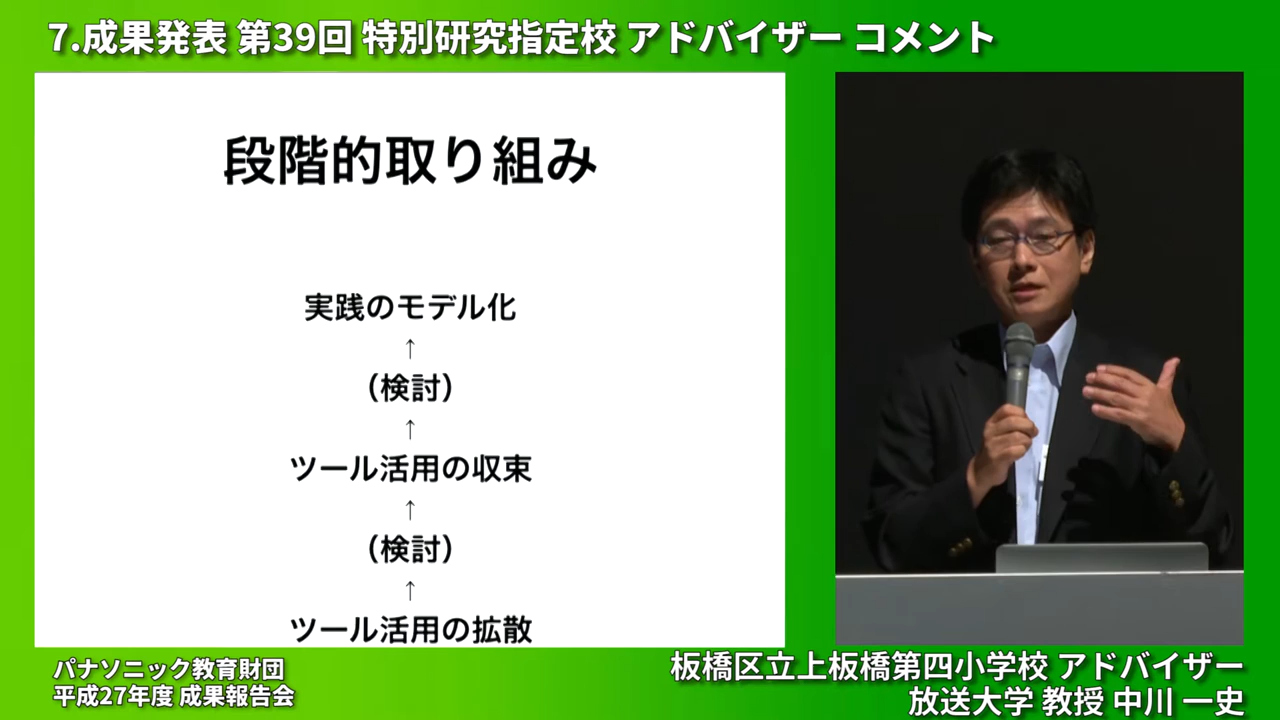 7.成果発表 第39回 特別研究指定校 アドバイザー コメント
段階的取り組み
実践のモデル化
↑
（検討）
↑
ツール活用の収束
↑
（検討）
↑
ツール活用の拡散
パナソニック教育財団
平成27年度 成果報告会
板橋区立上板橋第四小学校 アドバイザー
放送大学 教授 中川 一史